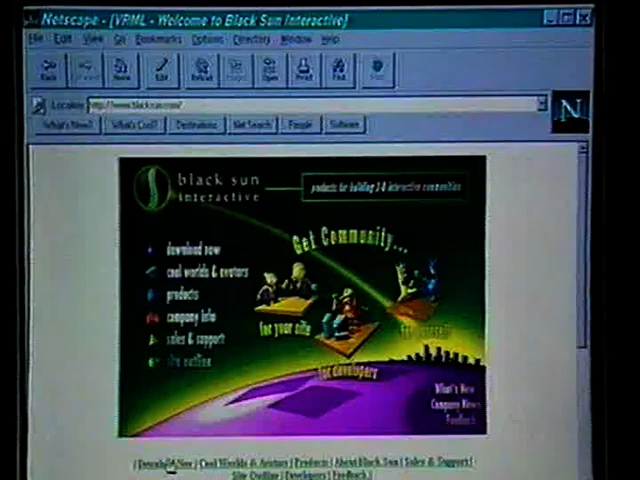 Netscape - [VRML - Welcome to Black Sun Interactive]
File Edit View Go Bookmarks Options Directory Window Help
Back Forward Home Edit Reload Images Open Print Find Stop
Location: http://www.blacksun.com/
N
What's New? What's Cool? Destinations Net Search People Software
black sun
interactive
products for building 3-D interactive communities
Get Community...
download now
cool worlds & avatars
products
company info
sales & support
site outline
for your site
for yourself
for developers
What's New
Company News
Feedback
| Download Now | Cool Worlds & Avatars | Products | About Black Sun | Sales & Support |
Site Outline | Developers | Feedback |